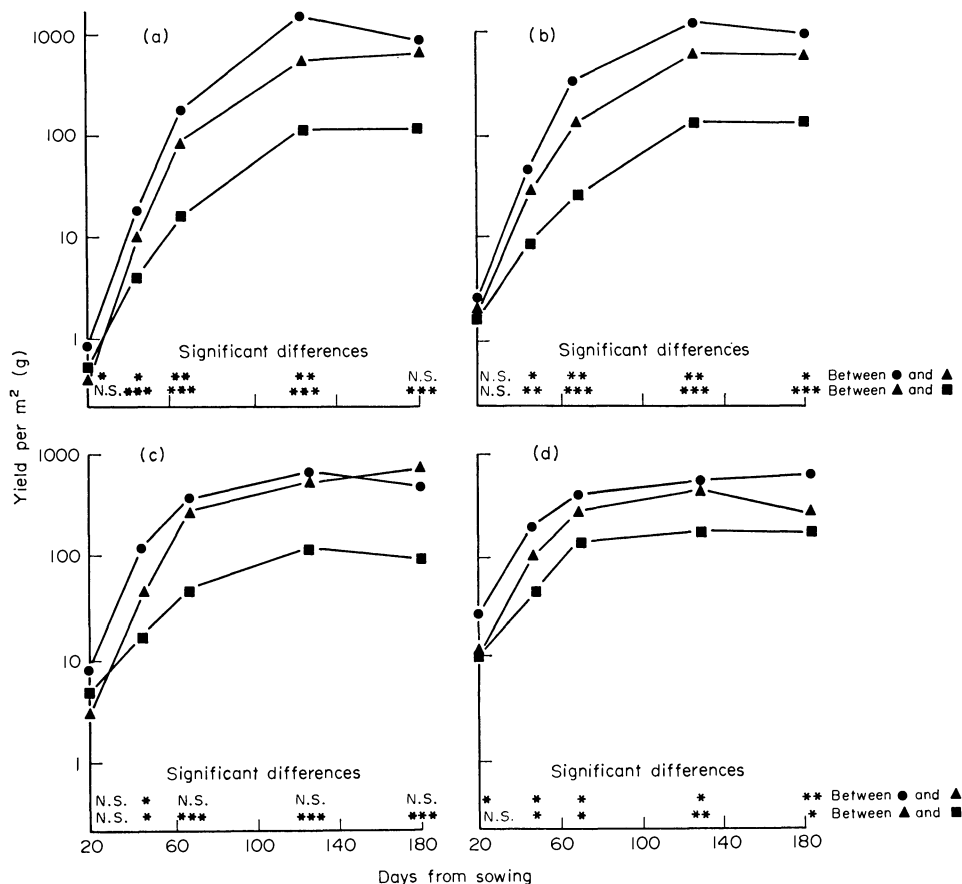 (a)
(b)
1000
100
10
1
Significant differences
Significant differences
* * ** *** N.S.
N.S. *** *** *** ***
N.S. * ** ** * Between ● and ▲
N.S. ** *** *** *** Between ▲ and ■
Yield per m² (g)
(c)
(d)
1000
100
10
1
Significant differences
Significant differences
N.S. * N.S. N.S. N.S.
N.S. * *** *** ***
* * * * ** Between ● and ▲
N.S. * * ** * Between ▲ and ■
20 60 100 140 180
20 60 100 140 180
Days from sowing